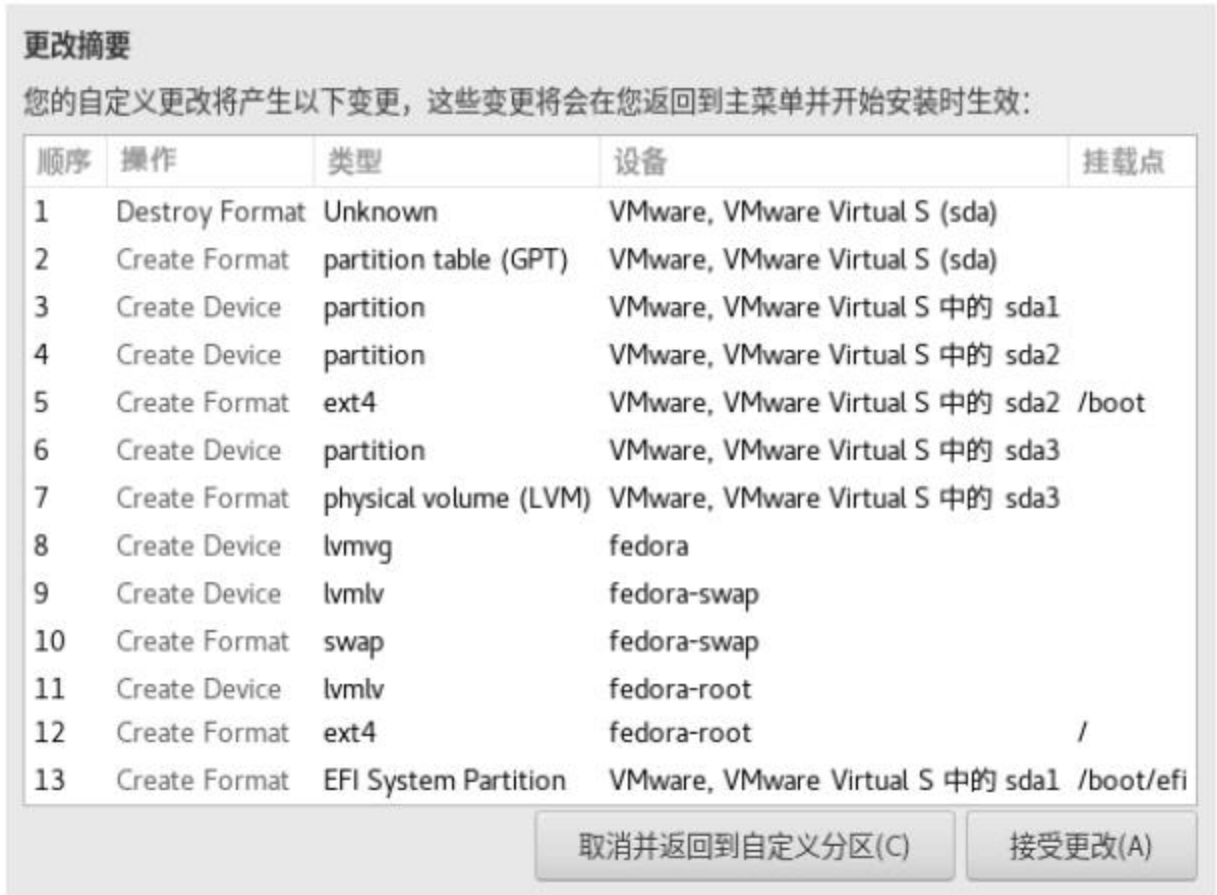 更改摘要
您的自定义更改将产生以下变更，这些变更将会在您返回到主菜单并开始安装时生效：
顺序 操作 类型 设备 挂载点
1 Destroy Format Unknown VMware, VMware Virtual S (sda)
2 Create Format partition table (GPT) VMware, VMware Virtual S (sda)
3 Create Device partition VMware, VMware Virtual S 中的 sda1
4 Create Device partition VMware, VMware Virtual S 中的 sda2
5 Create Format ext4 VMware, VMware Virtual S 中的 sda2 /boot
6 Create Device partition VMware, VMware Virtual S 中的 sda3
7 Create Format physical volume (LVM) VMware, VMware Virtual S 中的 sda3
8 Create Device lvmvg fedora
9 Create Device lvmlv fedora-swap
10 Create Format swap fedora-swap
11 Create Device lvmlv fedora-root
12 Create Format ext4 fedora-root /
13 Create Format EFI System Partition VMware, VMware Virtual S 中的 sda1 /boot/efi
取消并返回到自定义分区(C) 接受更改(A)